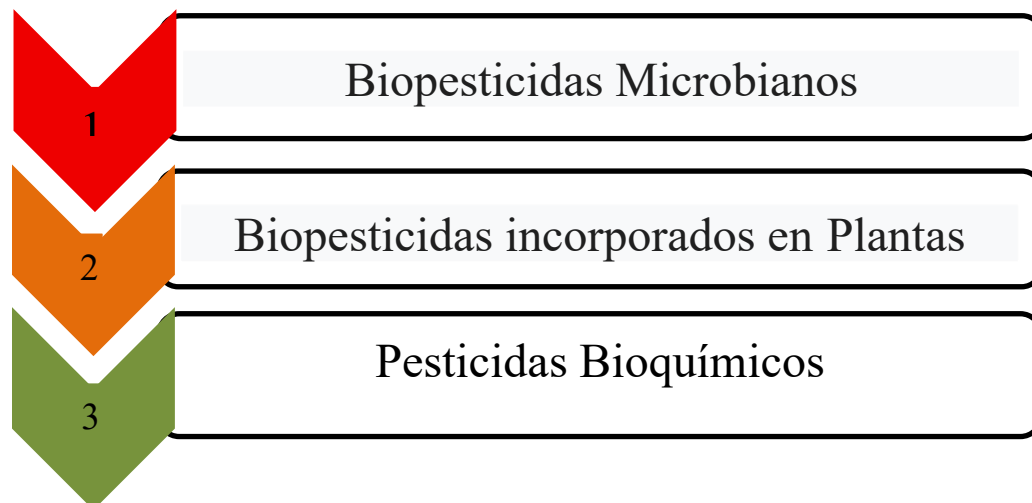 1
Biopesticidas Microbianos
2
Biopesticidas incorporados en Plantas
3
Pesticidas Bioquímicos